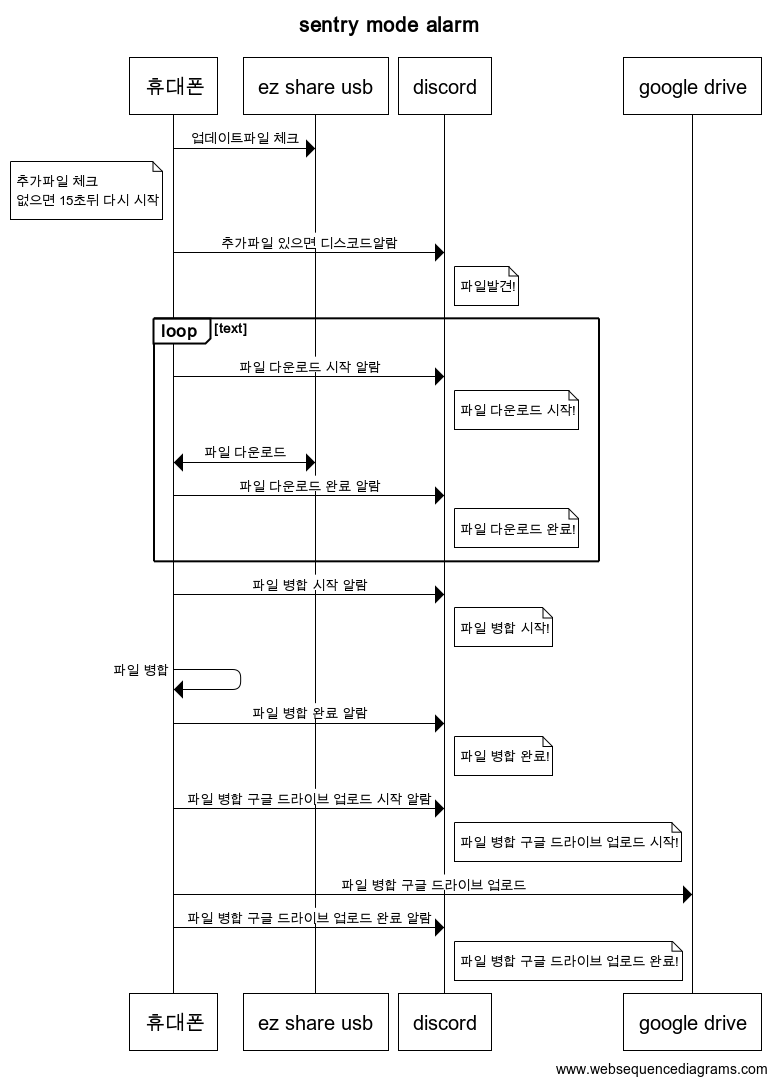 sentry mode alarm
휴대폰
ez share usb
discord
google drive
업데이트파일 체크
추가파일 체크
없으면 15초뒤 다시 시작
추가파일 있으면 디스코드알람
파일발견!
loop
[text]
파일 다운로드 시작 알람
파일 다운로드 시작!
파일 다운로드
파일 다운로드 완료 알람
파일 다운로드 완료!
파일 병합 시작 알람
파일 병합 시작!
파일 병합
파일 병합 완료 알람
파일 병합 완료!
파일 병합 구글 드라이브 업로드 시작 알람
파일 병합 구글 드라이브 업로드 시작!
파일 병합 구글 드라이브 업로드
파일 병합 구글 드라이브 업로드 완료 알람
파일 병합 구글 드라이브 업로드 완료!
휴대폰
ez share usb
discord
google drive
www.websequencediagrams.com